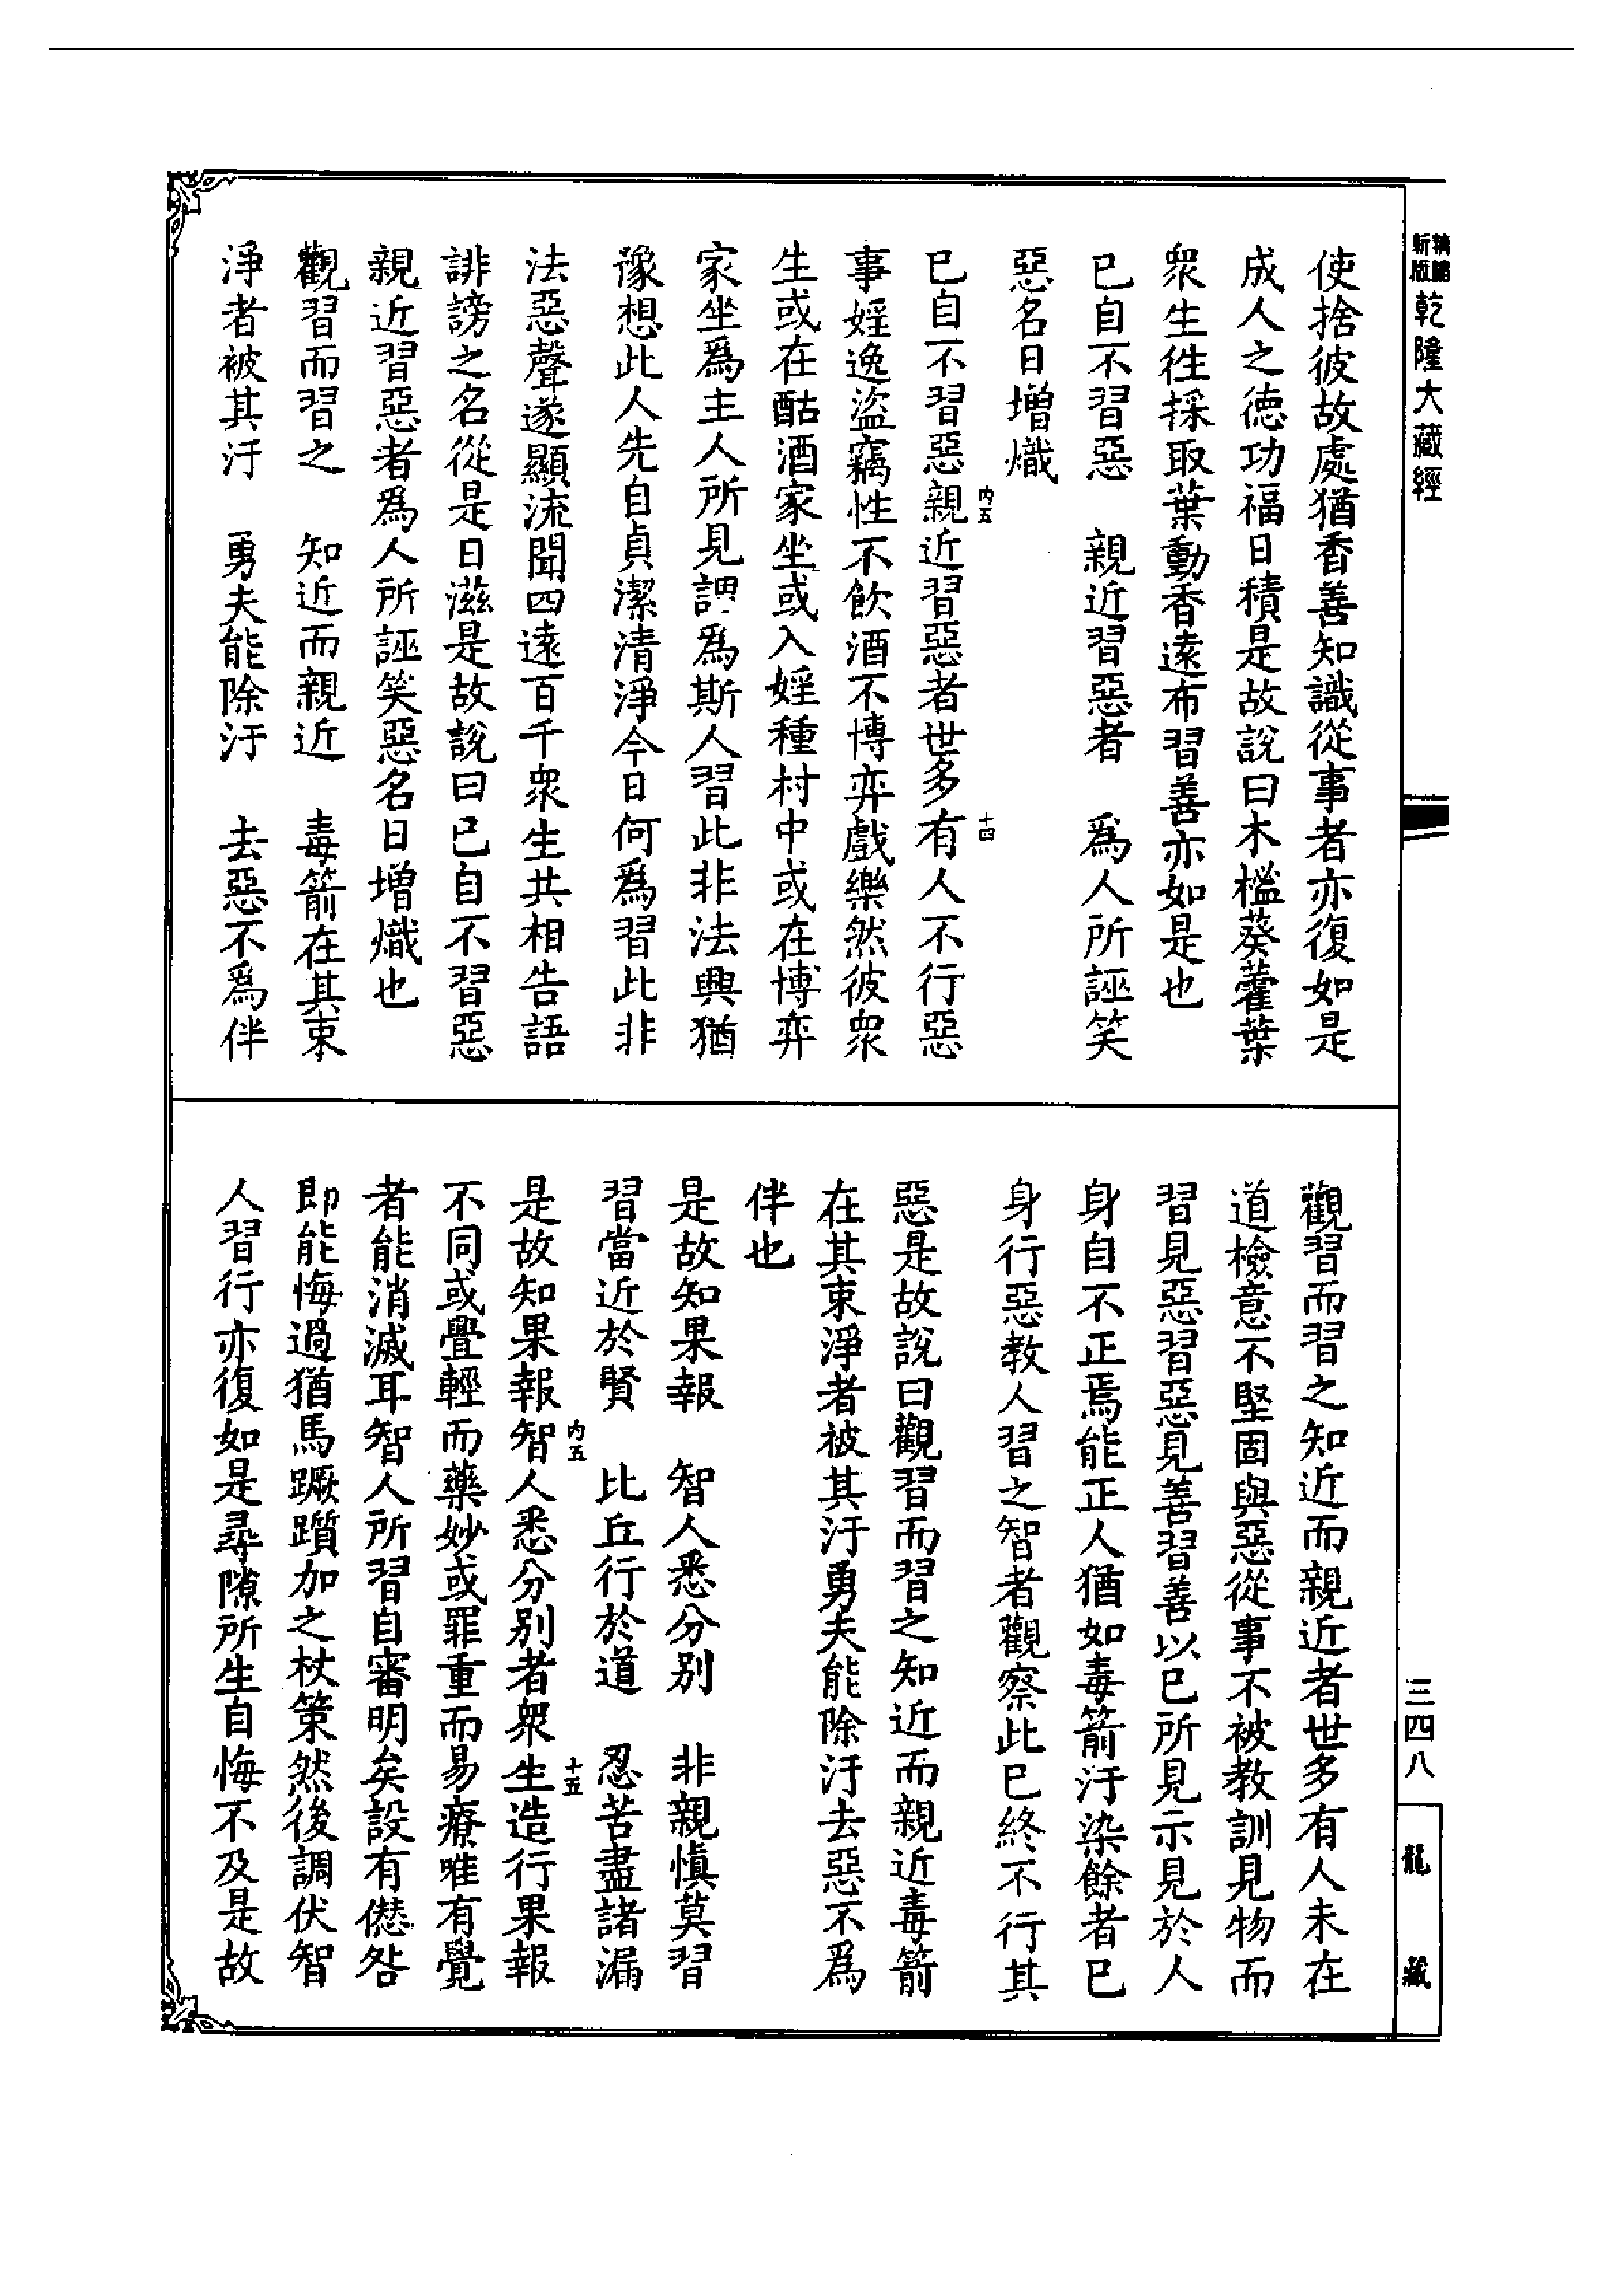 新版
精縮
乾隆大藏經
使捨彼故處猶香善知識從事者亦復如是
成人之德功福日積是故說曰木檻葵藿葉
眾生往採取葉動香遠布習善亦如是也
已自不習惡　親近習惡者　為人所誣笑
惡名日增熾
已自不習惡親近習惡者世多有人不行惡
內五
十四
事婬逸盜竊性不飲酒不博弈戲樂然彼眾
生或在酤酒家坐或入婬種村中或在博弈
家坐為主人所見謂為斯人習此非法興猶
豫想此人先自貞潔清淨今日何為習此非
法惡聲遂顯流聞四遠百千眾生共相告語
誹謗之名從是日滋是故說曰已自不習惡
親近習惡者為人所誣笑惡名日增熾也
觀習而習之　知近而親近　毒箭在其束
淨者被其汙　勇夫能除汙　去惡不為伴
觀習而習之知近而親近者世多有人未在
道檢意不堅固與惡從事不被教訓見物而
習見惡習惡見善習善以已所見示見於人
身自不正焉能正人猶如毒箭汙染餘者已
身行惡教人習之智者觀察此已終不行其
惡是故說曰觀習而習之知近而親近毒箭
在其束淨者被其汙勇夫能除汙去惡不為
伴也
是故知果報　智人悉分別　非親慎莫習
習當近於賢　比丘行於道　忍苦盡諸漏
是故知果報智人悉分別者眾生造行果報
內五
十五
不同或舋輕而藥妙或罪重而易療唯有覺
者能消滅耳智人所習自審明矣設有僁咎
即能悔過猶馬蹶躓加之杖策然後調伏智
人習行亦復如是尋隙所生自悔不及是故
三四八
龍藏